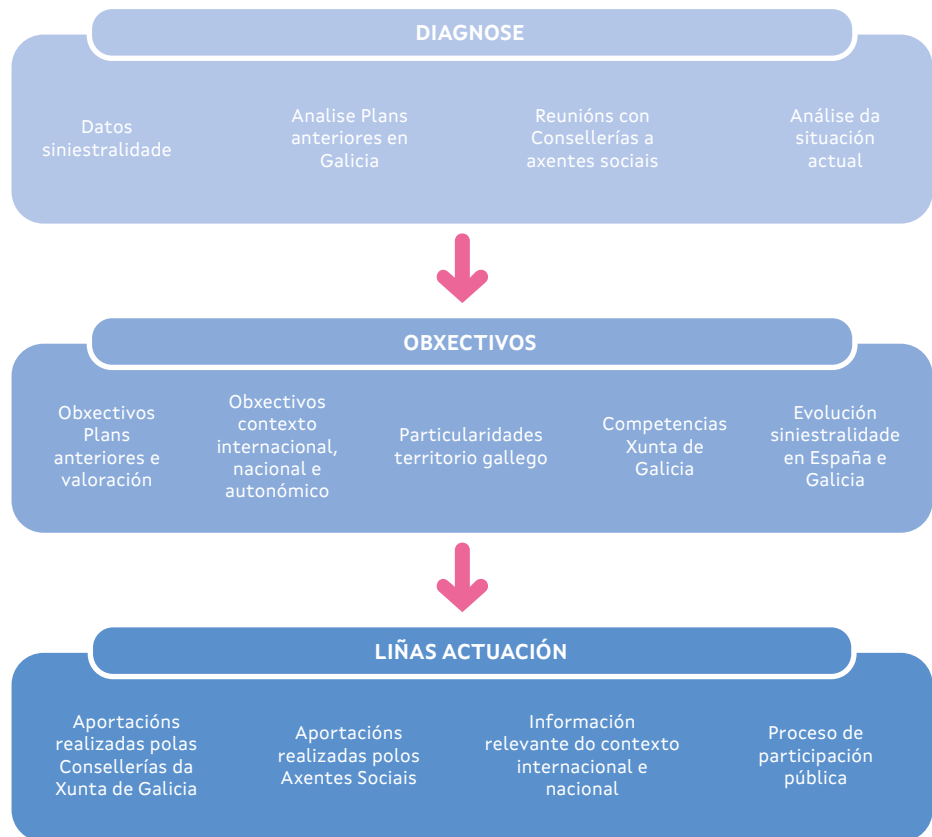 DIAGNOSE
Datos
siniestralidade
Analise Plans
anteriores en
Galicia
Reunións con
Consellerías a
axentes sociais
Análise da
situación
actual
OBXECTIVOS
Obxectivos
Plans
anteriores e
valoración
Obxectivos
contexto
internacional,
nacional e
autonómico
Particularidades
territorio gallego
Competencias
Xunta de
Galicia
Evolución
siniestralidade
en España e
Galicia
LIÑAS ACTUACIÓN
Aportacións
realizadas polas
Consellerías da
Xunta de Galicia
Aportacións
realizadas polos
Axentes Sociais
Información
relevante do contexto
internacional e
nacional
Proceso de
participación
pública